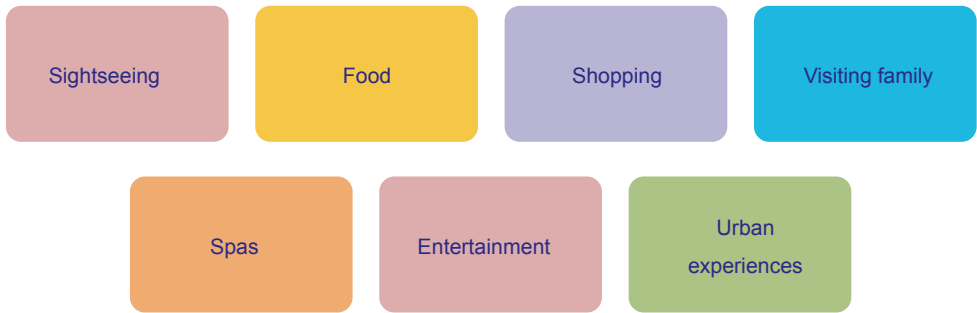 Sightseeing
Food
Shopping
Visiting family
Spas
Entertainment
Urban
experiences